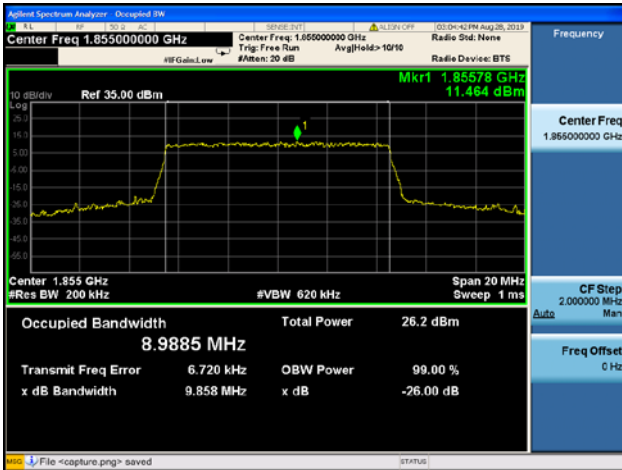 Agilent Spectrum Analyzer - Occupied BW
RL RF 50 Ω AC SENSE:INT ALIGN OFF 03:04:42 PM Aug 28, 2019
Center Freq 1.855000000 GHz
Center Freq: 1.855000000 GHz
Radio Std: None
Trig: Free Run Avg|Hold:> 10/10
#IFGain:Low #Atten: 20 dB Radio Device: BTS
Mkr1 1.85578 GHz
11.464 dBm
10 dB/div Ref 35.00 dBm
Log
25.0
15.0
5.00
-5.00
-15.0
-25.0
-35.0
-45.0
-55.0
1
Center 1.855 GHz Span 20 MHz
#Res BW 200 kHz #VBW 620 kHz Sweep 1 ms
Occupied Bandwidth Total Power 26.2 dBm
8.9885 MHz
Transmit Freq Error 6.720 kHz OBW Power 99.00 %
x dB Bandwidth 9.858 MHz x dB -26.00 dB
Frequency
Center Freq
1.855000000 GHz
CF Step
2.000000 MHz
Auto Man
Freq Offset
0 Hz
MSG File <capture.png> saved STATUS